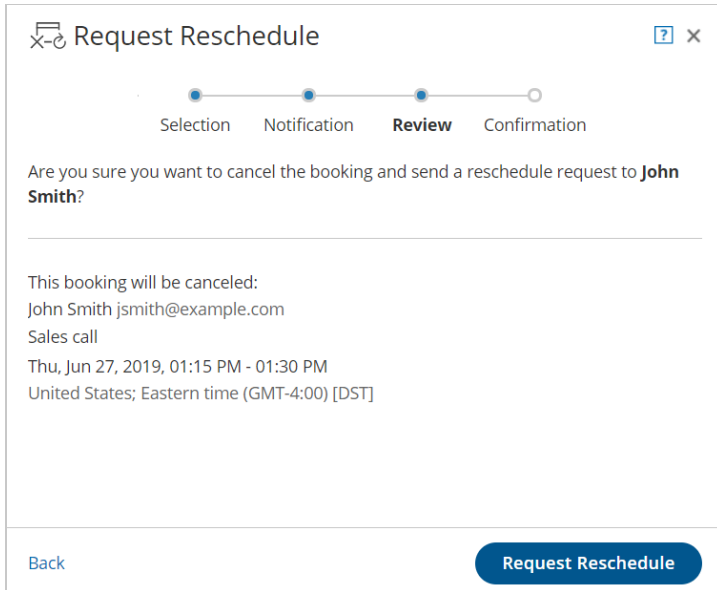 Request Reschedule
?
Selection Notification Review Confirmation
Are you sure you want to cancel the booking and send a reschedule request to John
Smith?
This booking will be canceled:
John Smith jsmith@example.com
Sales call
Thu, Jun 27, 2019, 01:15 PM - 01:30 PM
United States; Eastern time (GMT-4:00) [DST]
Back Request Reschedule